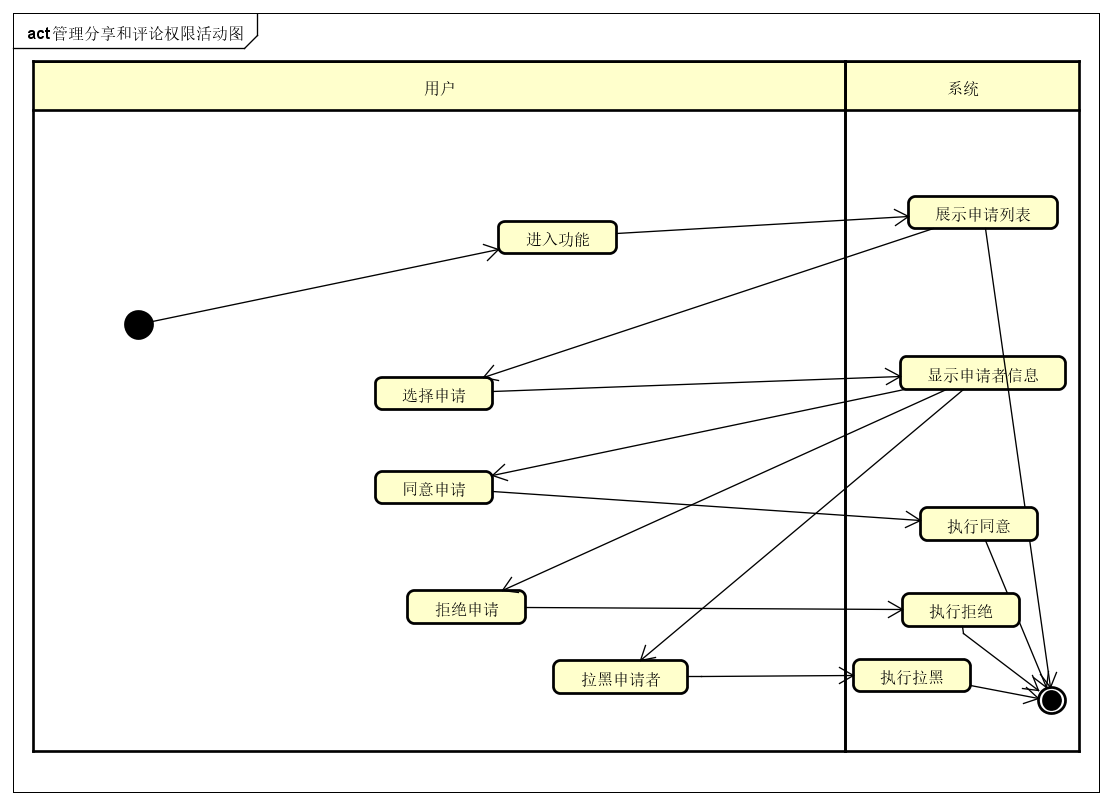 act 管理分享和评论权限活动图
用户
系统
展示申请列表
进入功能
显示申请者信息
选择申请
同意申请
执行同意
拒绝申请
执行拒绝
拉黑申请者
执行拉黑